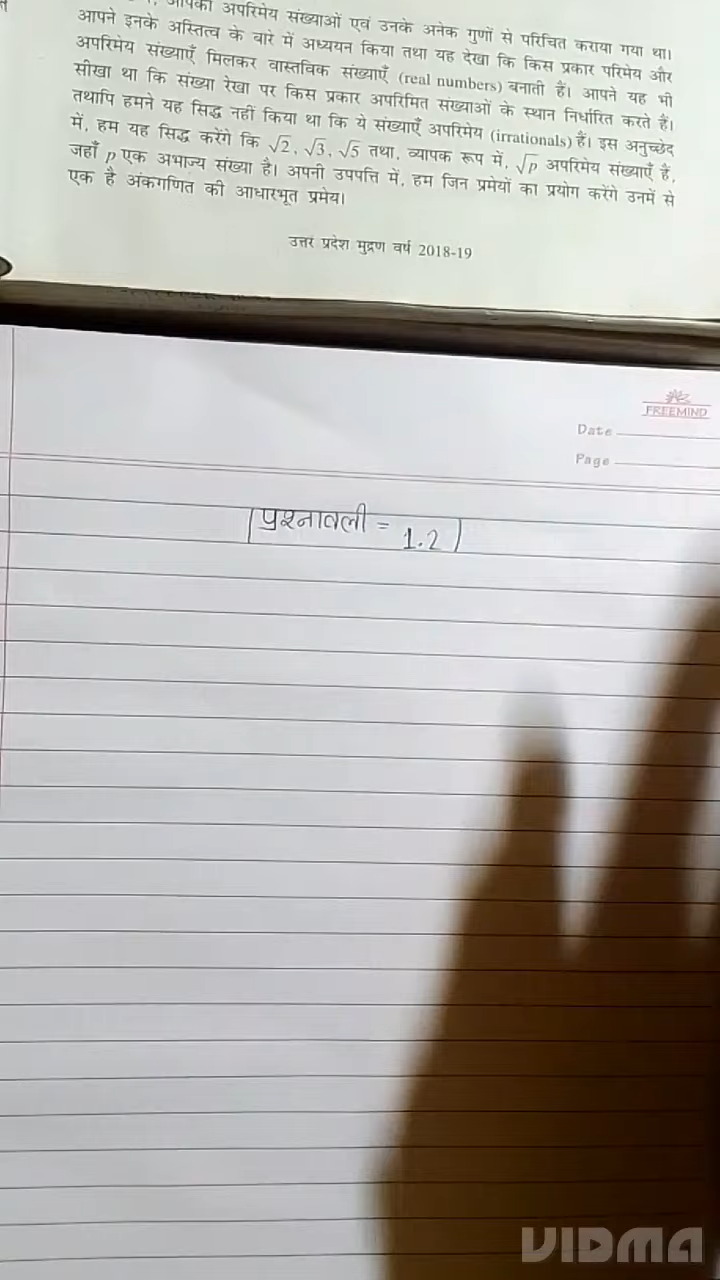 आपको अपरिमेय संख्याओं एवं उनके अनेक गुणों से परिचित कराया गया था।
आपने इनके अस्तित्व के बारे में अध्ययन किया तथा यह देखा कि किस प्रकार परिमेय और
अपरिमेय संख्याएँ मिलकर वास्तविक संख्याएँ (real numbers) बनाती हैं। आपने यह भी
सीखा था कि संख्या रेखा पर किस प्रकार अपरिमित संख्याओं के स्थान निर्धारित करते हैं।
तथापि हमने यह सिद्ध नहीं किया था कि ये संख्याएँ अपरिमेय (irrationals) हैं। इस अनुच्छेद
में, हम यह सिद्ध करेंगे कि √2, √3, √5 तथा, व्यापक रूप में, √p अपरिमेय संख्याएँ हैं,
जहाँ p एक अभाज्य संख्या है। अपनी उपपत्ति में, हम जिन प्रमेयों का प्रयोग करेंगे उनमें से
एक है अंकगणित की आधारभूत प्रमेय।
उत्तर प्रदेश मुद्रण वर्ष 2018-19
FREEMIND
Date
Page
प्रश्नावली = 1.2
VIDMA